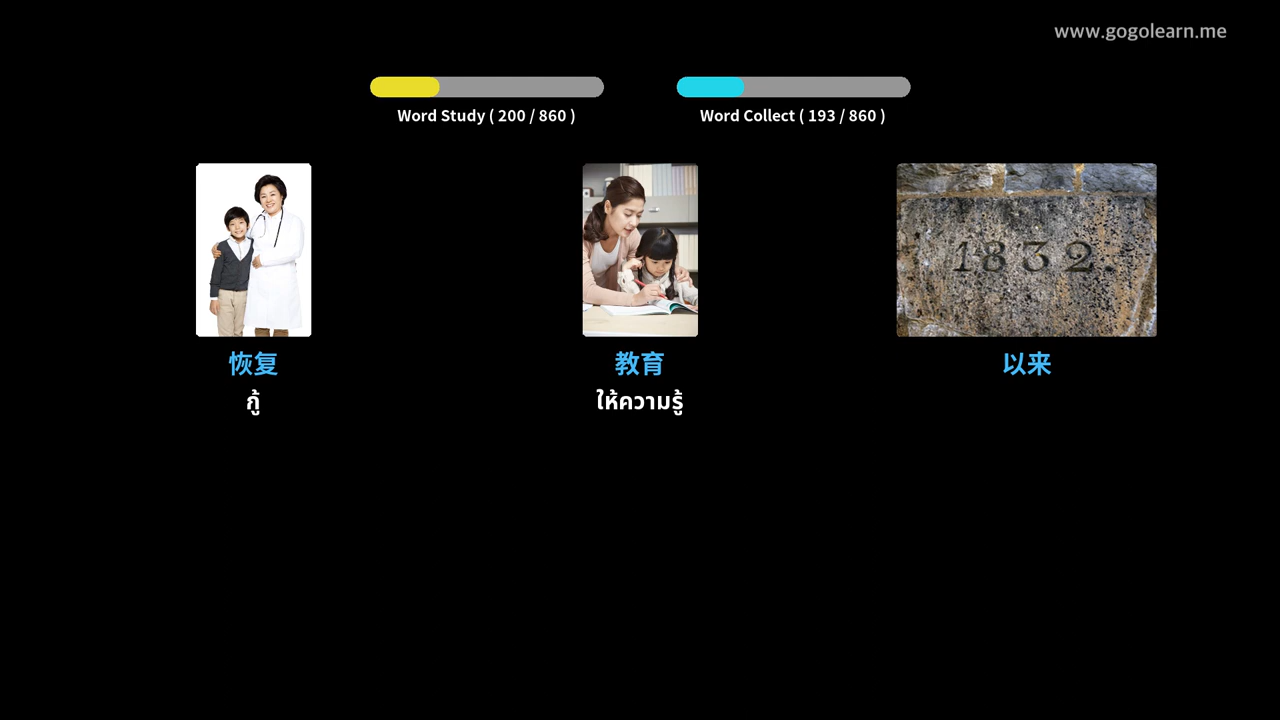 www.gogolearn.me
Word Study ( 200 / 860 )
Word Collect ( 193 / 860 )
1832.
恢复
教育
以来
กู้
ให้ความรู้